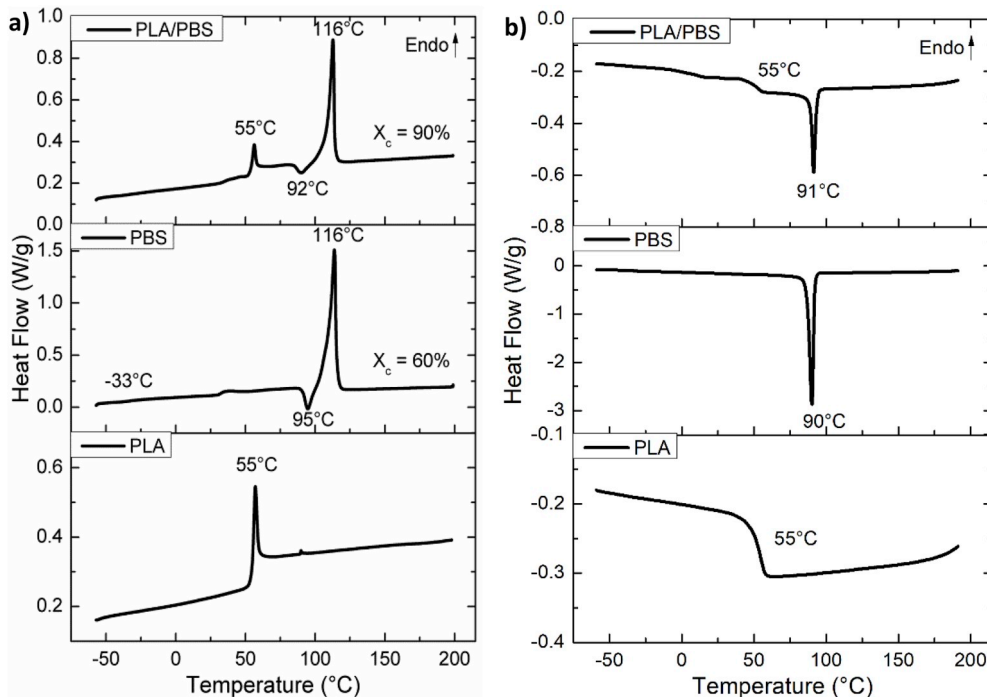 a)
PLA/PBS
116°C
Endo
55°C
X_c = 90%
92°C
1.0
0.8
0.6
0.4
0.2
0.0
PBS
116°C
X_c = 60%
-33°C
95°C
1.5
1.0
0.5
0.0
PLA
55°C
0.6
0.4
0.2
Heat Flow (W/g)
-50 0 50 100 150 200
Temperature (°C)
b)
PLA/PBS
Endo
55°C
91°C
0.0
-0.2
-0.4
-0.6
-0.8
PBS
90°C
0
-1
-2
-3
PLA
55°C
-0.1
-0.2
-0.3
-0.4
Heat Flow (W/g)
-50 0 50 100 150 200
Temperature (°C)